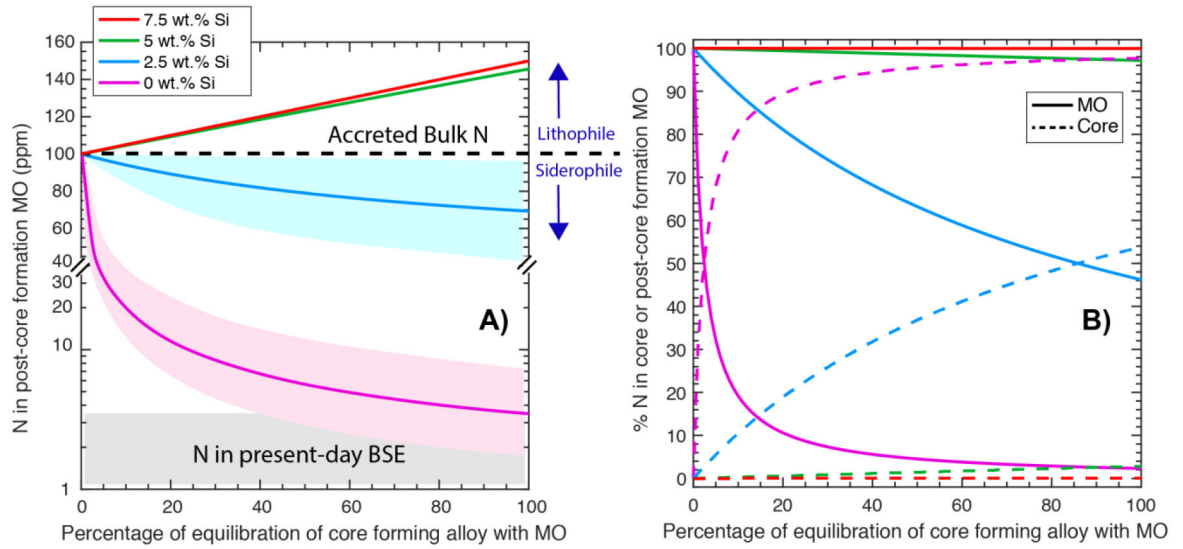 7.5 wt.% Si
5 wt.% Si
2.5 wt.% Si
0 wt.% Si
160
140
120
100
80
60
40
30
20
10
1
N in post-core formation MO (ppm)
Accreted Bulk N
Lithophile
Siderophile
A)
N in present-day BSE
0 20 40 60 80 100
Percentage of equilibration of core forming alloy with MO
100
90
80
70
60
50
40
30
20
10
0
% N in core or post-core formation MO
MO
Core
B)
0 20 40 60 80 100
Percentage of equilibration of core forming alloy with MO